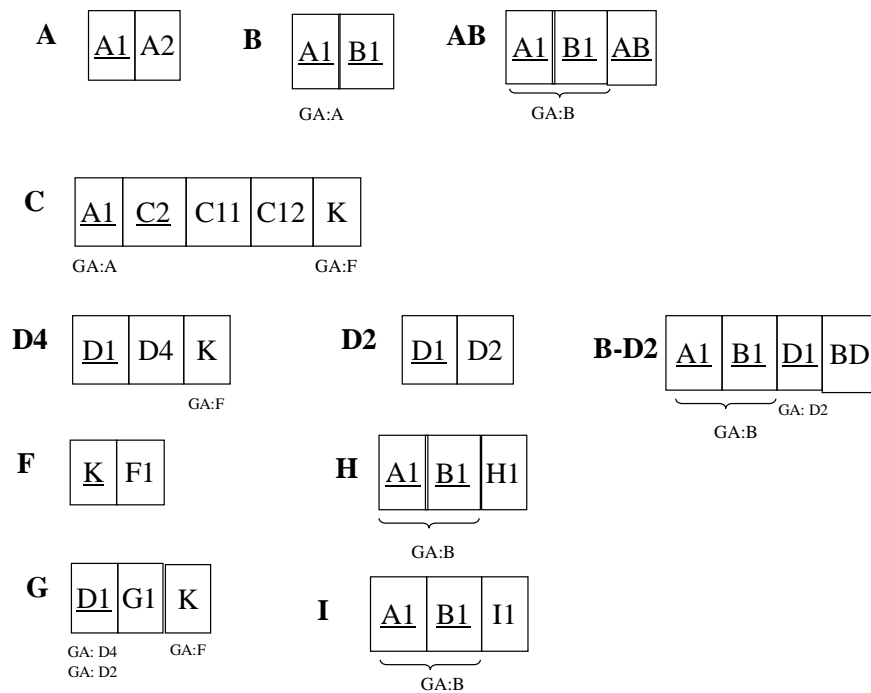 A A1 A2 B A1 B1 AB A1 B1 AB
GA:A GA:B
C A1 C2 C11 C12 K
GA:A GA:F
D4 D1 D4 K D2 D1 D2 B-D2 A1 B1 D1 BD
GA:F GA:B GA: D2
F K F1 H A1 B1 H1
GA:B
G D1 G1 K I A1 B1 I1
GA: D4 GA:F
GA: D2
GA:B